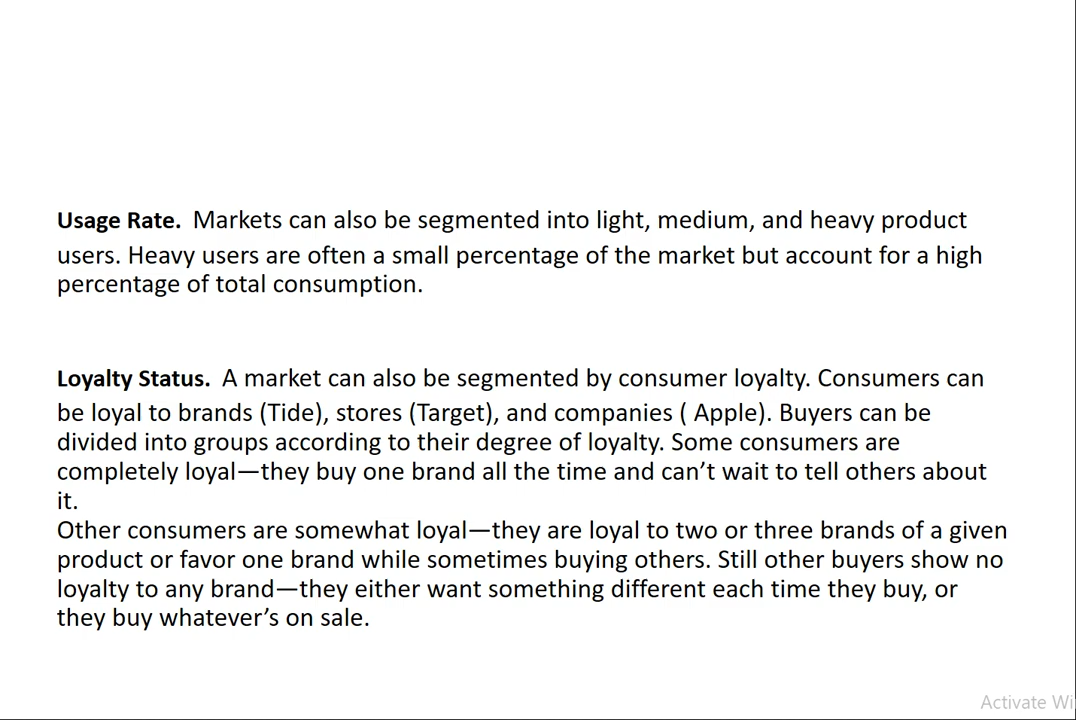 Usage Rate. Markets can also be segmented into light, medium, and heavy product
users. Heavy users are often a small percentage of the market but account for a high
percentage of total consumption.
Loyalty Status. A market can also be segmented by consumer loyalty. Consumers can
be loyal to brands (Tide), stores (Target), and companies ( Apple). Buyers can be
divided into groups according to their degree of loyalty. Some consumers are
completely loyal—they buy one brand all the time and can’t wait to tell others about
it.
Other consumers are somewhat loyal—they are loyal to two or three brands of a given
product or favor one brand while sometimes buying others. Still other buyers show no
loyalty to any brand—they either want something different each time they buy, or
they buy whatever’s on sale.
Activate Wi